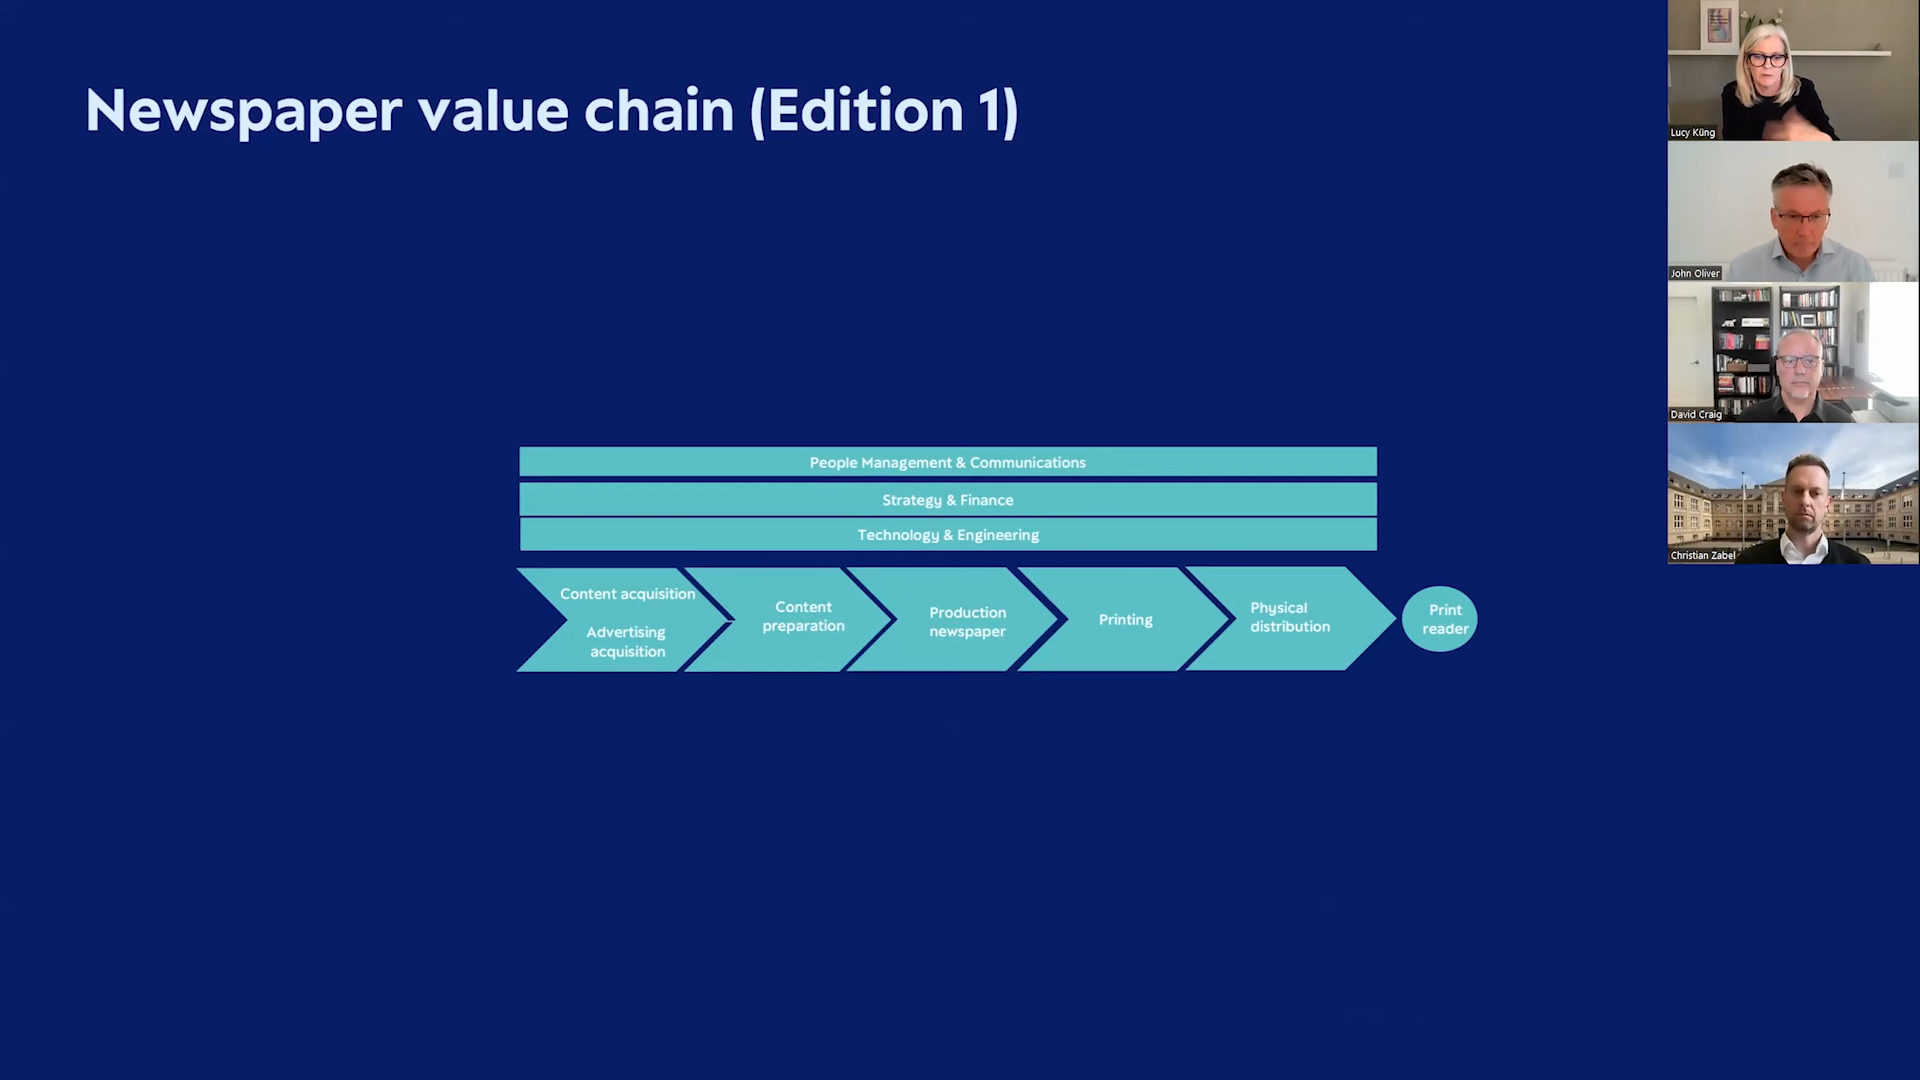 Newspaper value chain (Edition 1)
People Management & Communications
Strategy & Finance
Technology & Engineering
Content acquisition
Advertising
acquisition
Content
preparation
Production
newspaper
Printing
Physical
distribution
Print
reader
Lucy Küng
John Oliver
David Craig
Christian Zabel